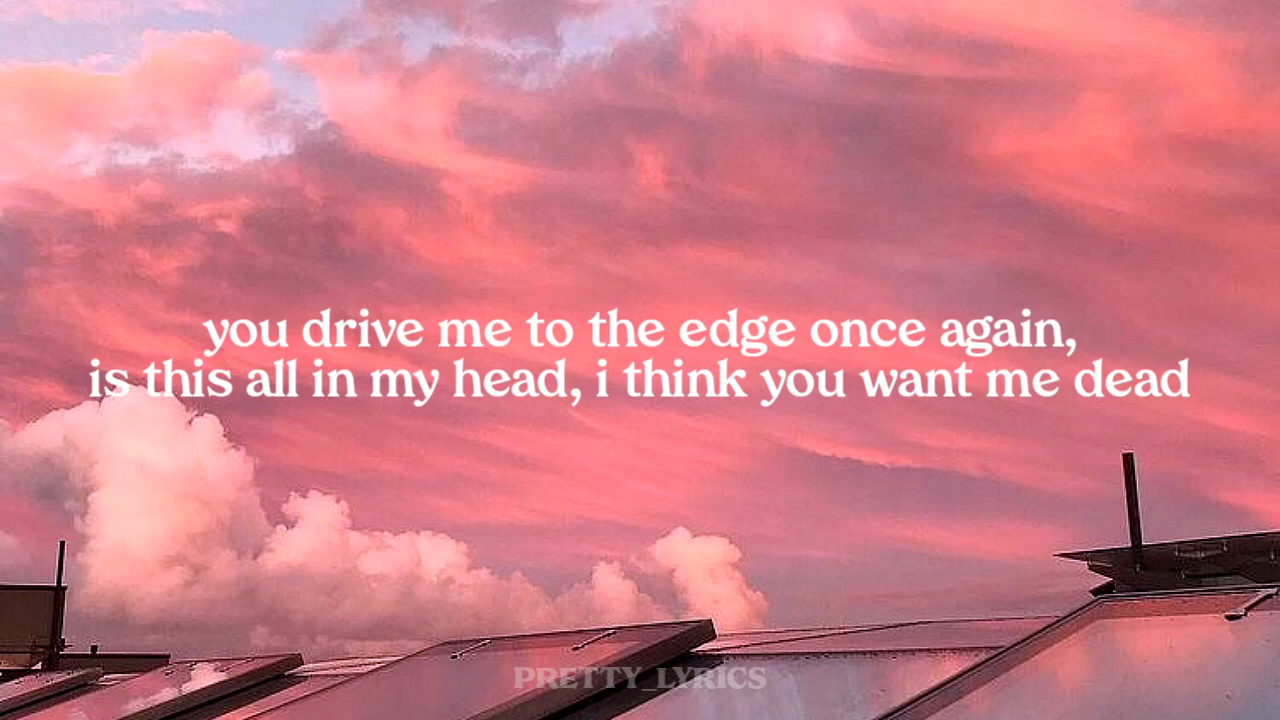 you drive me to the edge once again,
is this all in my head, i think you want me dead
PRETTY_LYRICS